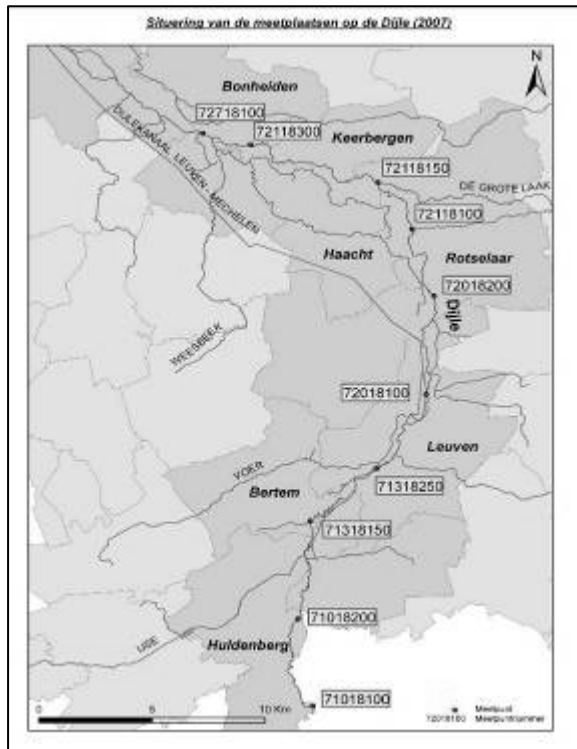 Situering van de meetplaatsen op de Dijle (2007)
N
Bonheiden
72718100
72118300
Keerbergen
DIJLEKANAAL LEUVEN - MECHELEN
72118150
DE GROTE LAAK
72118100
Haacht
Rotselaar
72018200
Dijle
WEESBEEK
72018100
Leuven
VOER
71318250
Bertem
71318150
71018200
IJSE
Huldenberg
71018100
0 5 10 Km
Meetpunt
72018100 Meetpuntnummer